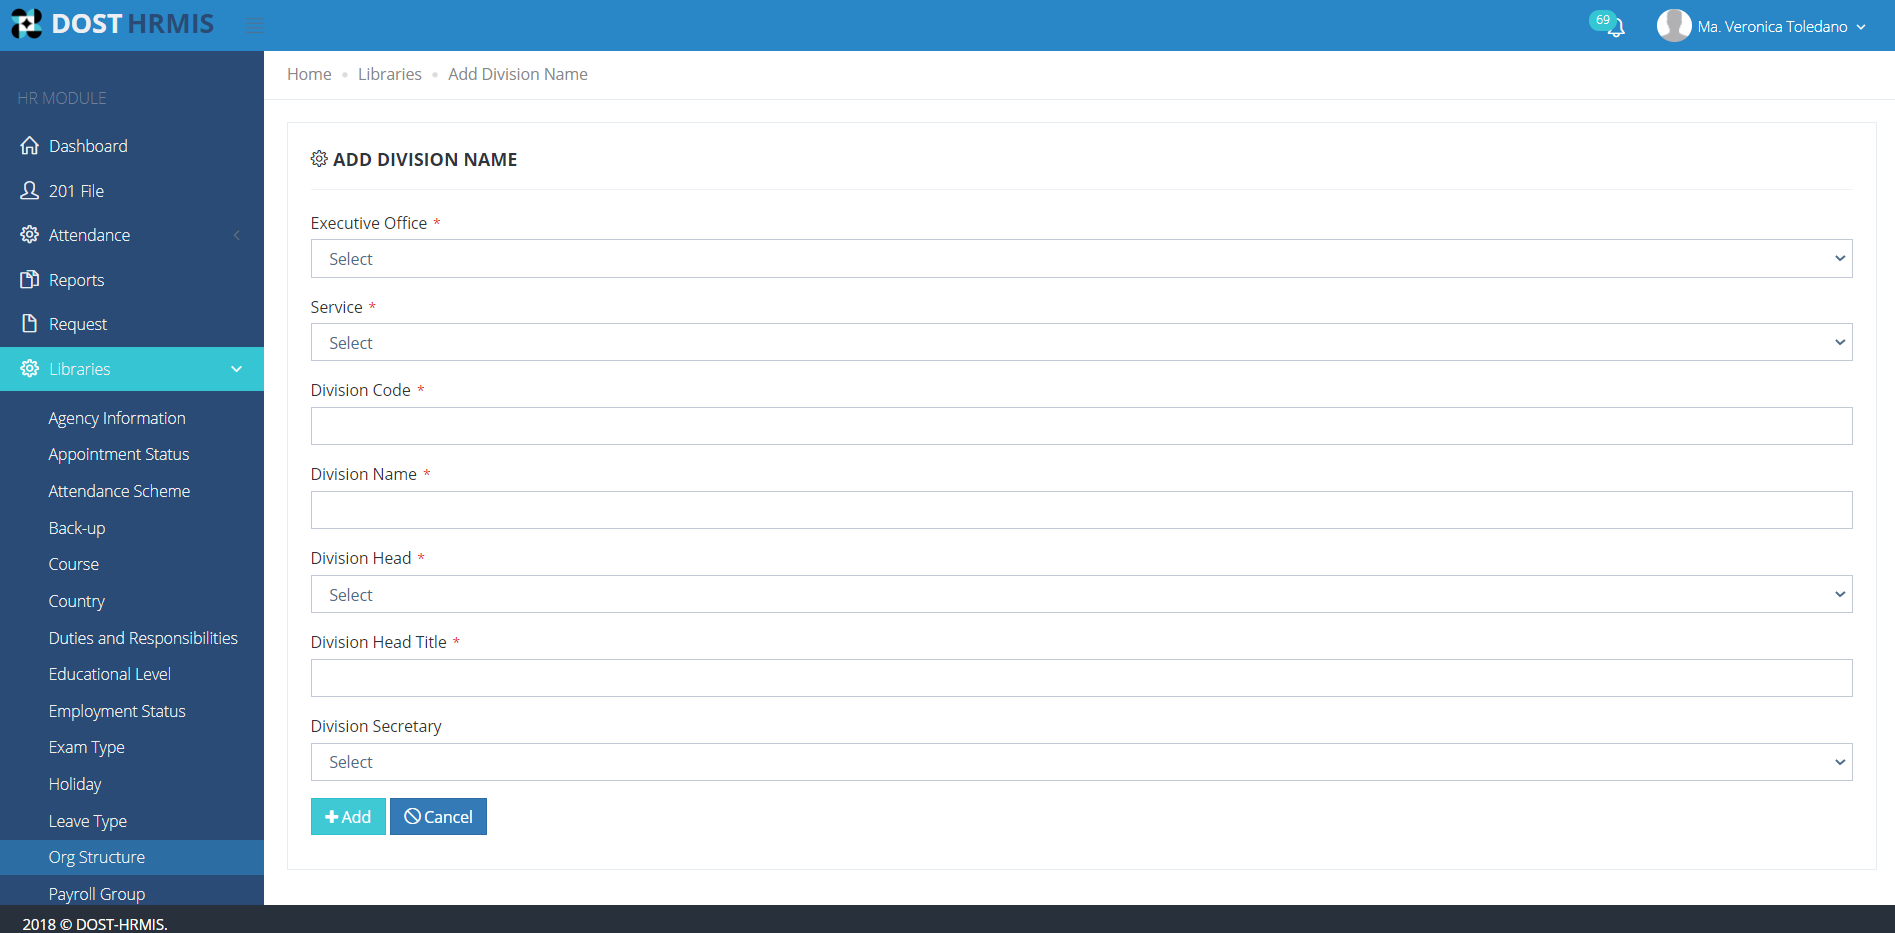 DOST HRMIS
69
Ma. Veronica Toledano
HR MODULE
Dashboard
201 File
Attendance
Reports
Request
Libraries
Agency Information
Appointment Status
Attendance Scheme
Back-up
Course
Country
Duties and Responsibilities
Educational Level
Employment Status
Exam Type
Holiday
Leave Type
Org Structure
Payroll Group
Home • Libraries • Add Division Name
ADD DIVISION NAME
Executive Office *
Select
Service *
Select
Division Code *
Division Name *
Division Head *
Select
Division Head Title *
Division Secretary
Select
Add Cancel
2018 © DOST-HRMIS.